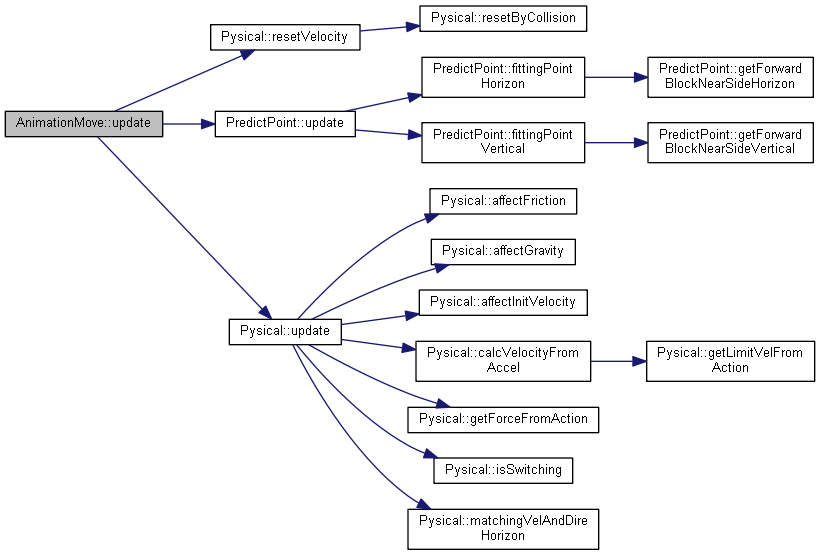 AnimationMove::update
Pysical::resetVelocity
Pysical::resetByCollision
PredictPoint::update
PredictPoint::fittingPoint
Horizon
PredictPoint::getForward
BlockNearSideHorizon
PredictPoint::fittingPoint
Vertical
PredictPoint::getForward
BlockNearSideVertical
Pysical::update
Pysical::affectFriction
Pysical::affectGravity
Pysical::affectInitVelocity
Pysical::calcVelocityFrom
Accel
Pysical::getLimitVelFrom
Action
Pysical::getForceFromAction
Pysical::isSwitching
Pysical::matchingVelAndDire
Horizon